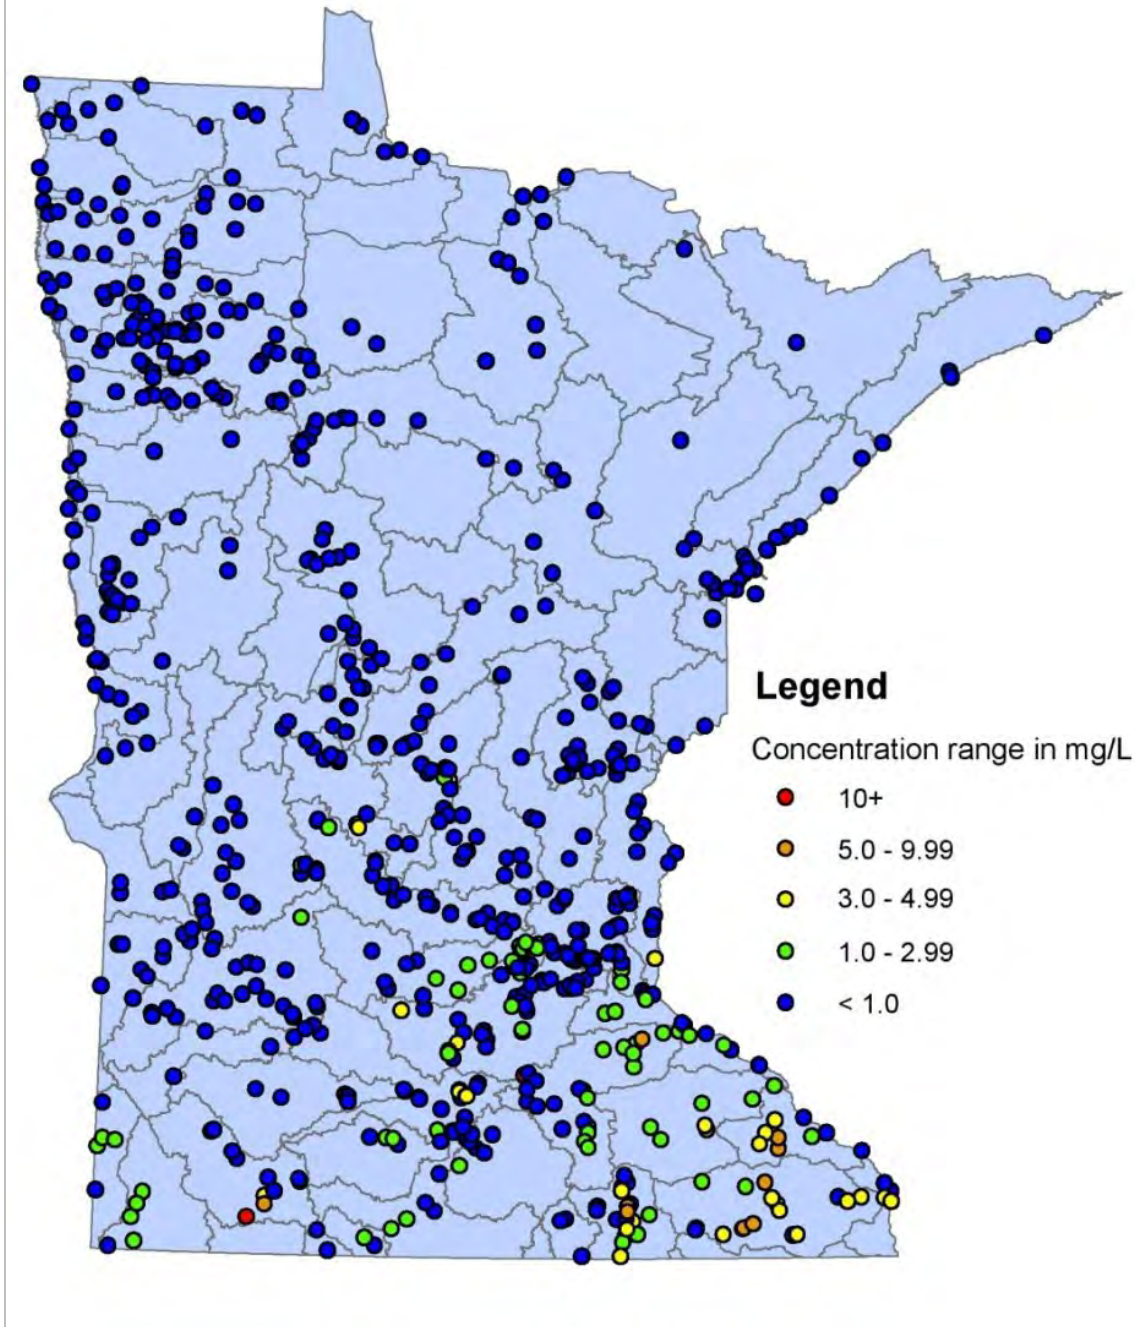 Legend
Concentration range in mg/L
10+
5.0 - 9.99
3.0 - 4.99
1.0 - 2.99
< 1.0